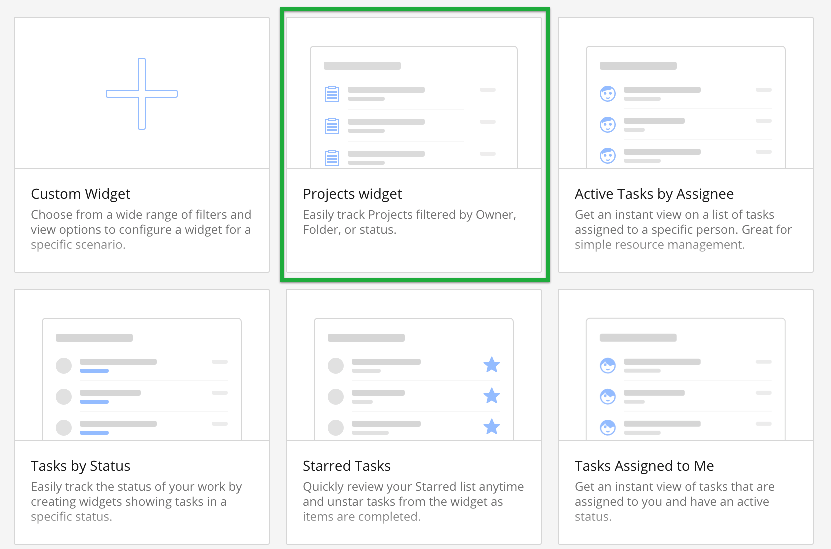 Custom Widget
Choose from a wide range of filters and
view options to configure a widget for a
specific scenario.
Projects widget
Easily track Projects filtered by Owner,
Folder, or status.
Active Tasks by Assignee
Get an instant view on a list of tasks
assigned to a specific person. Great for
simple resource management.
Tasks by Status
Easily track the status of your work by
creating widgets showing tasks in a
specific status.
Starred Tasks
Quickly review your Starred list anytime
and unstar tasks from the widget as
items are completed.
Tasks Assigned to Me
Get an instant view of tasks that are
assigned to you and have an active
status.